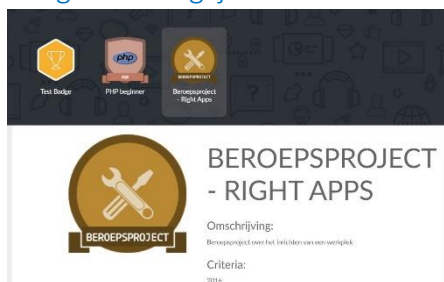 Test Badge
php
PHP
PHP beginner
BEROEPSPROJECT
Beroepsproject
- Right Apps
BEROEPSPROJECT
BEROEPSPROJECT
- RIGHT APPS
Omschrijving:
Beroepsproject over het inrichten van een werkplek
Criteria:
2016